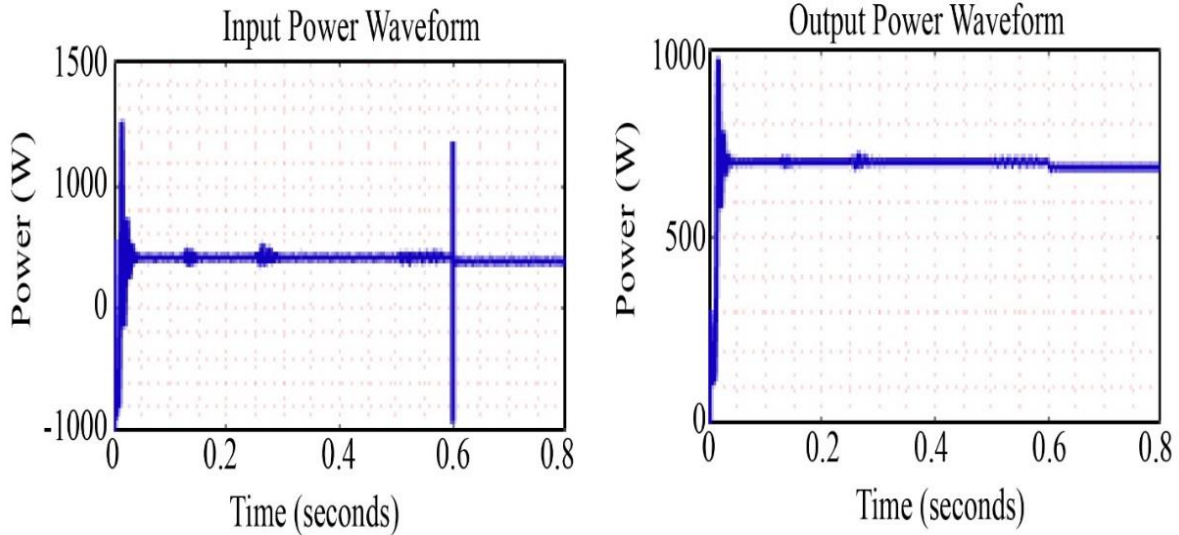 Input Power Waveform
1500
1000
0
-1000
Power (W)
0 0.2 0.4 0.6 0.8
Time (seconds)
Output Power Waveform
1000
500
0
Power (W)
0 0.2 0.4 0.6 0.8
Time (seconds)